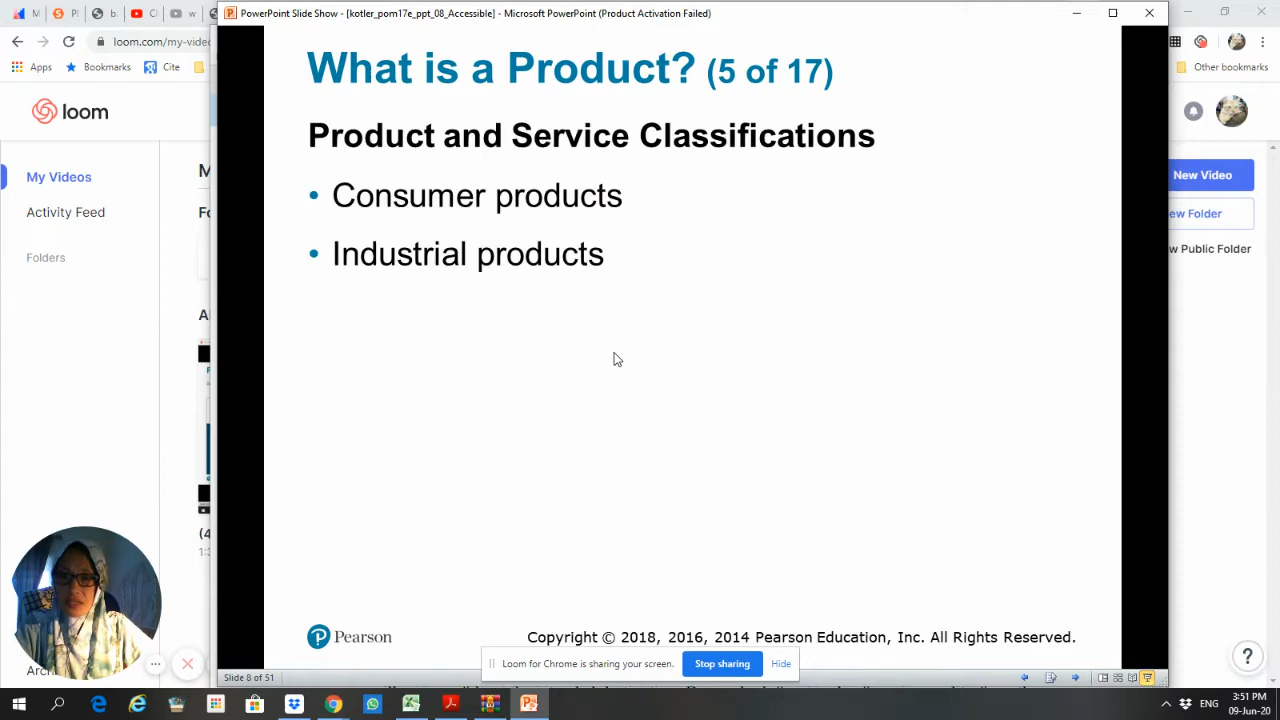 PowerPoint Slide Show - [kotler_pom17e_ppt_08_Accessible] - Microsoft PowerPoint (Product Activation Failed)
loom.com/my-video
Apps
Bookmarks
Cite
Other bookmarks
loom
My Videos
Activity Feed
Folders
What is a Product? (5 of 17)
Product and Service Classifications
• Consumer products
• Industrial products
New Video
ew Folder
w Public Folder
Pearson
Copyright © 2018, 2016, 2014 Pearson Education, Inc. All Rights Reserved.
Loom for Chrome is sharing your screen.
Stop sharing
Hide
Slide 8 of 51
ENG
3:51 PM
09-Jun-20